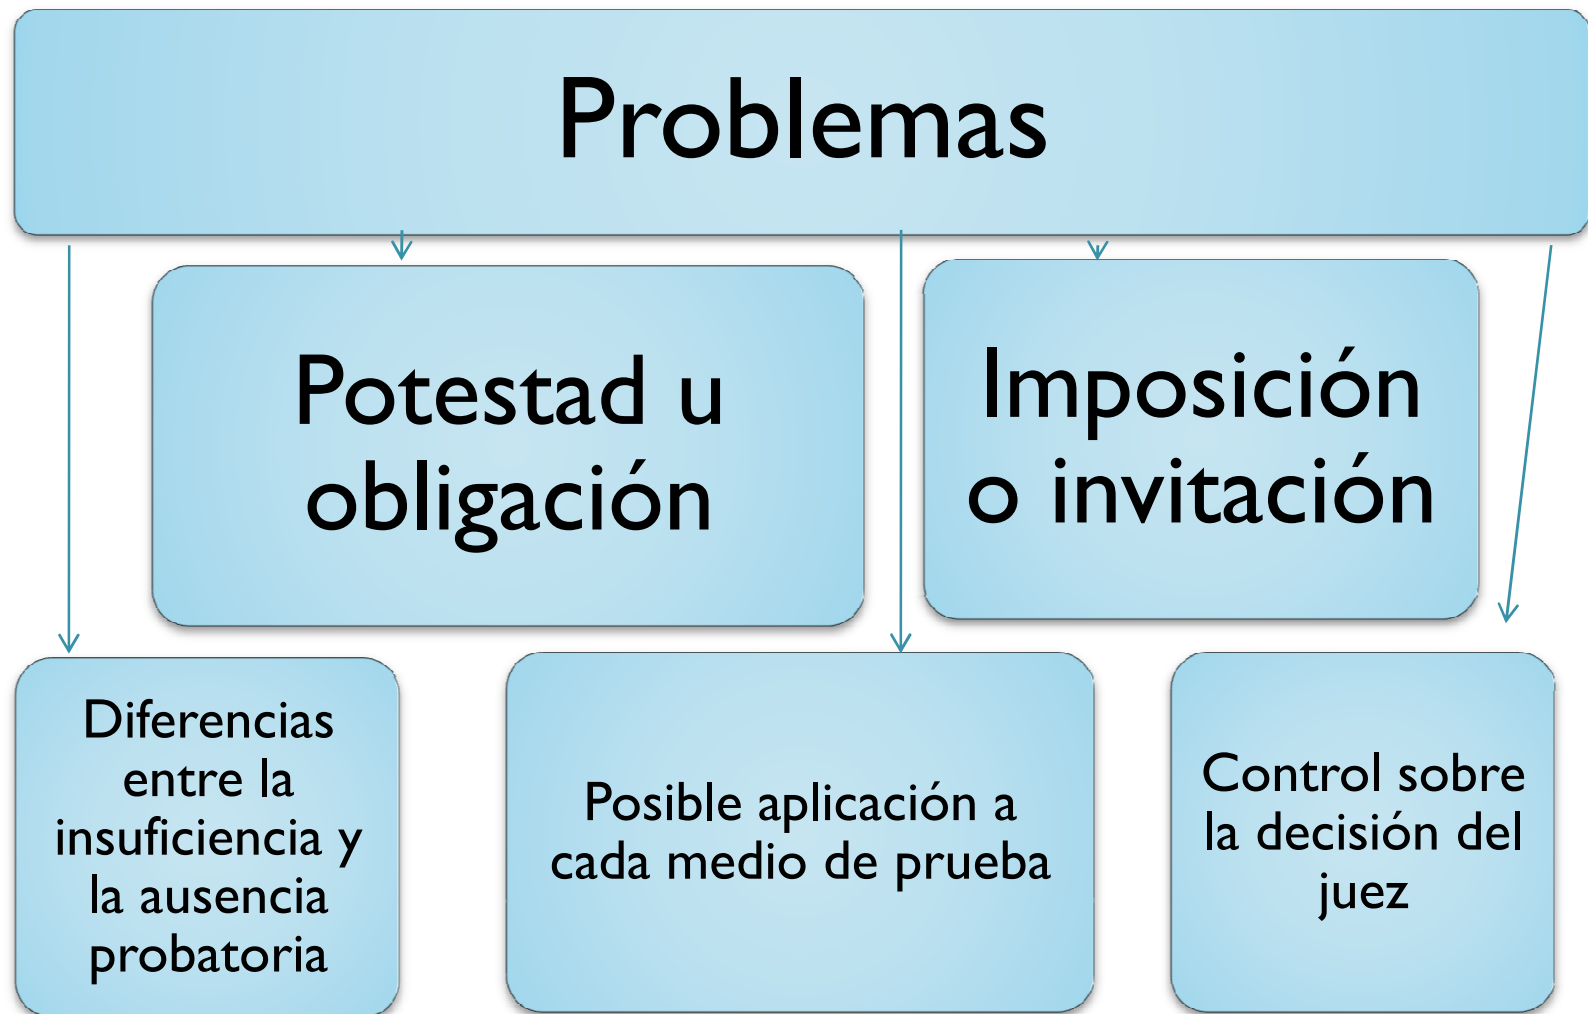 Problemas
Potestad u
obligación
Imposición
o invitación
Diferencias
entre la
insuficiencia y
la ausencia
probatoria
Posible aplicación a
cada medio de prueba
Control sobre
la decisión del
juez